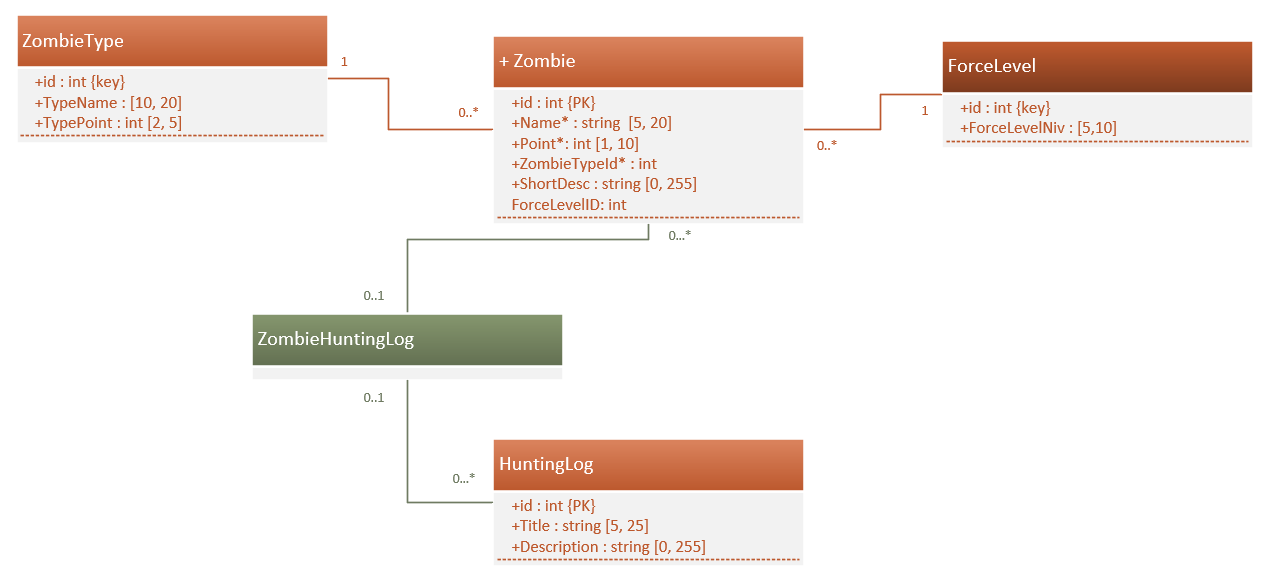 ZombieType
+id : int {key}
+TypeName : [10, 20]
+TypePoint : int [2, 5]
1
0..*
+ Zombie
+id : int {PK}
+Name* : string  [5, 20]
+Point*: int [1, 10]
+ZombieTypeId* : int
+ShortDesc : string [0, 255]
ForceLevelID: int
ForceLevel
+id : int {key}
+ForceLevelNiv : [5,10]
1
0..*
0...*
0..1
ZombieHuntingLog
0..1
0...*
HuntingLog
+id : int {PK}
+Title : string [5, 25]
+Description : string [0, 255]